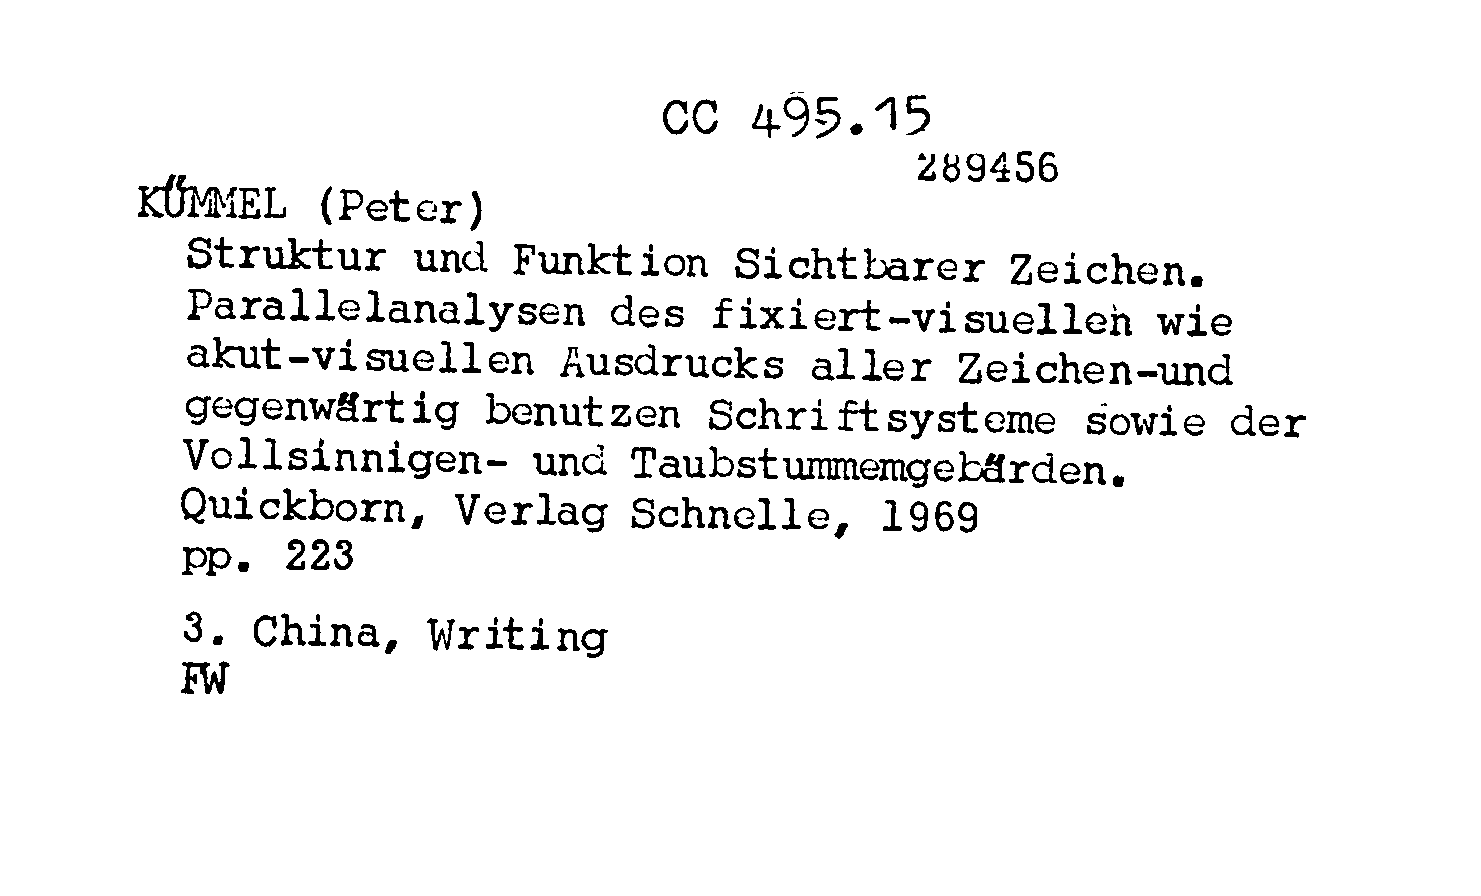 CC 495.15
289456
KÜMMEL (Peter)
Struktur und Funktion Sichtbarer Zeichen.
Parallelanalysen des fixiert-visuellen wie
akut-visuellen Ausdrucks aller Zeichen-und
gegenwärtig benutzen Schriftsysteme sowie der
Vollsinnigen- und Taubstummemgebärden.
Quickborn, Verlag Schnelle, 1969
pp. 223
3. China, Writing
FW